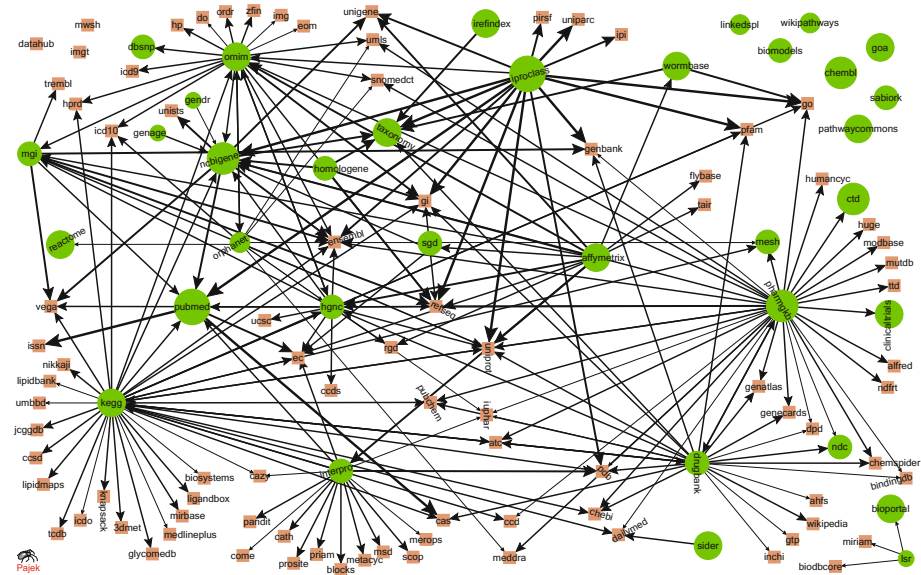 mwsh
datahub
imgt
hp
do
ordr
zfin
img
eom
unigene
umls
irefindex
pirsf
uniparc
ipi
linkedspl
wikipathways
biomodels
goa
dbsnp
omim
icd9
snomedct
iproclass
wormbase
chembl
trembl
hprd
gendr
unists
go
sabiork
icd10
genage
taxonomy
pfam
pathwaycommons
mgi
ncbigene
homologene
genbank
flybase
humancyc
gi
tair
ctd
reactome
orphanet
ensembl
sgd
affymetrix
mesh
huge
modbase
mutdb
vega
pubmed
hgnc
refseq
pharmgkb
ttd
clinicaltrials
ucsc
issn
ec
rgd
uniprot
nikkaji
alfred
lipidbank
ccds
genatlas
ndfrt
umbbd
kegg
pubchem
iuphar
genecards
jcggdb
atc
dpd
ndc
ccsd
lipidmaps
biosystems
cazy
interpro
pdb
drugbank
chemspider
bindingdb
knapsack
ligandbox
icdo
3dmet
mirbase
pandit
cas
ccd
chebi
ahfs
bioportal
tcdb
medlineplus
cath
merops
dailymed
wikipedia
glycomedb
come
priam
msd
scop
meddra
sider
gtp
miriam
prosite
metacyc
blocks
inchi
biodbcore
lsr
Pajek